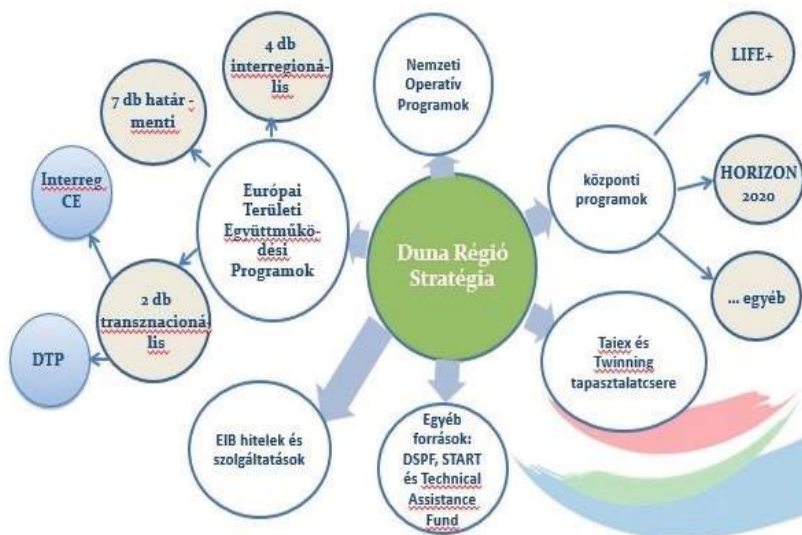 4 db
interregioná-
lis
7 db határ -
menti
Interreg
CE
Európai
Területi
Együttműkö-
dési
Programok
2 db
transznacioná-
lis
DTP
Nemzeti
Operatív
Programok
Duna Régió
Stratégia
központi
programok
LIFE+
HORIZON
2020
... egyéb
Taiex és
Twinning
tapasztalatcsere
EIB hitelek és
szolgáltatások
Egyéb
források:
DSPF, START
és Technical
Assistance
Fund